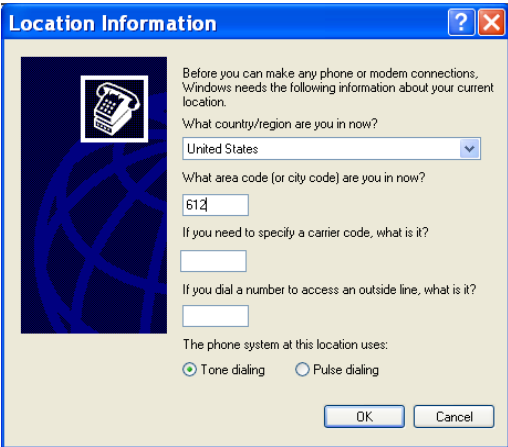 Location Information
Before you can make any phone or modem connections,
Windows needs the following information about your current
location.
What country/region are you in now?
United States
What area code (or city code) are you in now?
612
If you need to specify a carrier code, what is it?
If you dial a number to access an outside line, what is it?
The phone system at this location uses:
Tone dialing Pulse dialing
OK Cancel